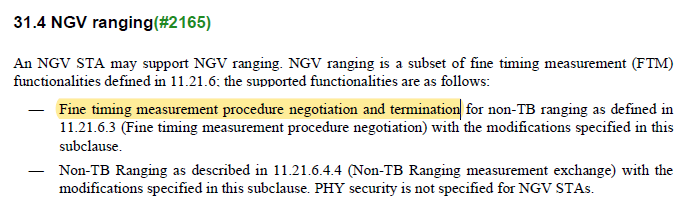 31.4 NGV ranging(#2165)
An NGV STA may support NGV ranging. NGV ranging is a subset of fine timing measurement (FTM)
functionalities defined in 11.21.6: the supported functionalities are as follows:
— Fine timing measurement procedure negotiation and termination for non-TB ranging as defined in
11.21.6.3 (Fine timing measurement procedure negotiation) with the modifications specified in this
subclause.
— Non-TB Ranging as described in 11.21.6.4.4 (Non-TB Ranging measurement exchange) with the
modifications specified in this subclause. PHY security is not specified for NGV STAs.